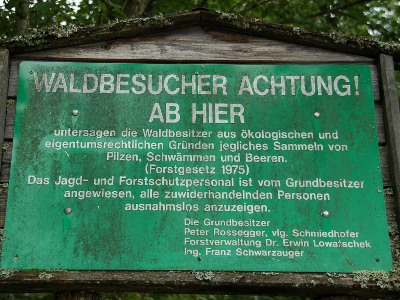 WALDBESUCHER ACHTUNG!
AB HIER
untersagen die Waldbesitzer aus ökologischen und
eigentumsrechtlichen Gründen jegliches Sammeln von
Pilzen, Schwämmen und Beeren.
(Forstgesetz 1975)
Das Jagd- und Forstschutzpersonal ist vom Grundbesitzer
angewiesen, alle zuwiderhandelnden Personen
ausnahmslos anzuzeigen.
Die Grundbesitzer
Peter Rossegger, vlg. Schmiedhofer
Forstverwaltung Dr. Erwin Lowatschek
Ing. Franz Schwarzauger